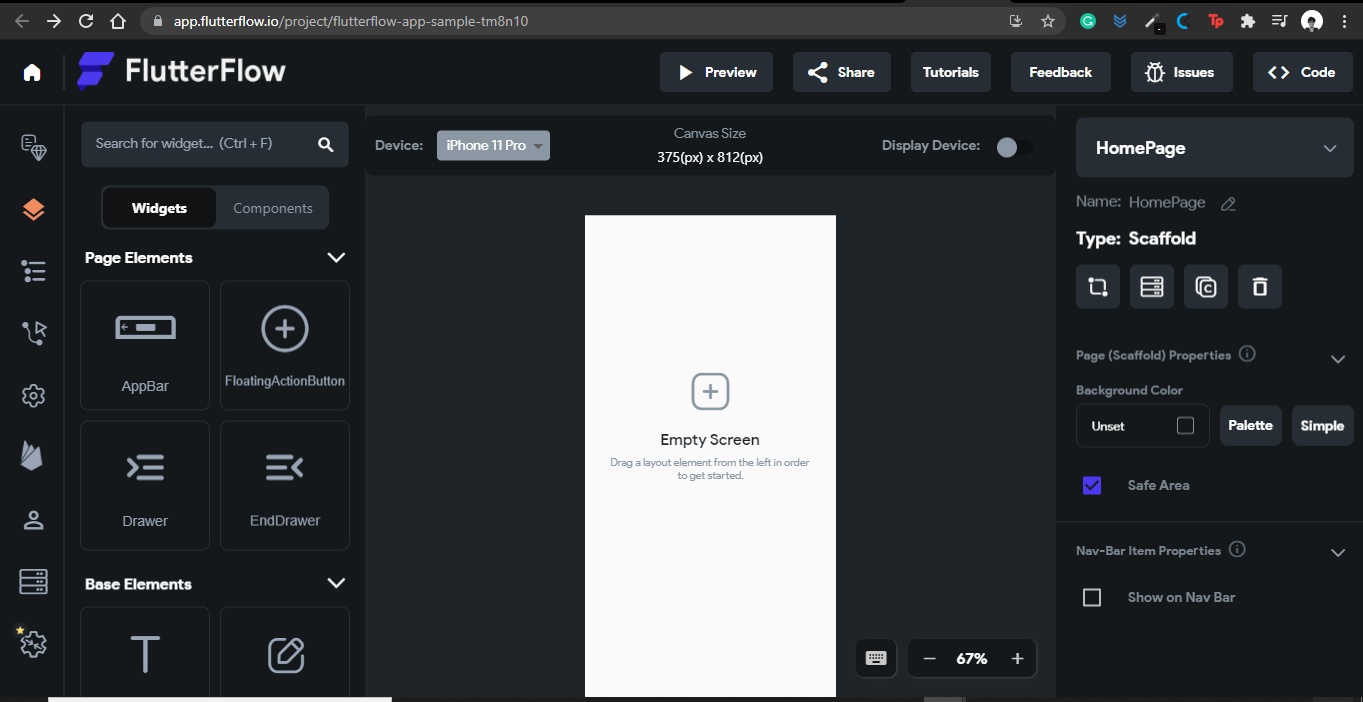 app.flutterflow.io/project/flutterflow-app-sample-tm8n10
FlutterFlow
Preview
Share
Tutorials
Feedback
Issues
Code
Search for widget... (Ctrl + F)
Widgets
Components
Page Elements
AppBar
FloatingActionButton
Drawer
EndDrawer
Base Elements
Device:
iPhone 11 Pro
Canvas Size
375(px) x 812(px)
Display Device:
Empty Screen
Drag a layout element from the left in order
to get started.
67%
HomePage
Name: HomePage
Type: Scaffold
Page (Scaffold) Properties
Background Color
Unset
Palette
Simple
Safe Area
Nav-Bar Item Properties
Show on Nav Bar